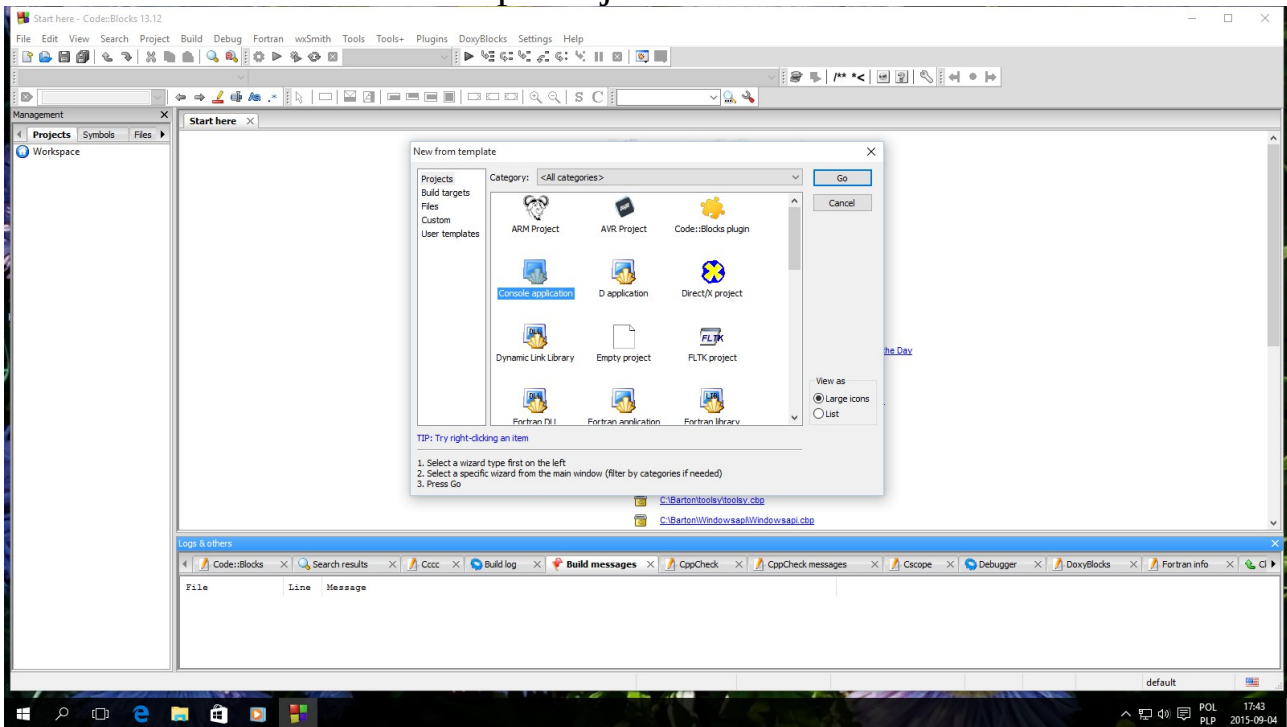 Start here - Code::Blocks 13.12
File Edit View Search Project Build Debug Fortran wxSmith Tools Tools+ Plugins DoxyBlocks Settings Help
/** *<
S C
Management
Projects Symbols Files
Workspace
Start here
New from template
Projects
Build targets
Files
Custom
User templates
Category: <All categories>
Go
Cancel
ARM Project AVR Project Code::Blocks plugin
Console application D application Direct/X project
Dynamic Link Library Empty project FLTK project
Fortran DLL Fortran application Fortran library
View as
Large icons
List
TIP: Try right-clicking an item
1. Select a wizard type first on the left
2. Select a specific wizard from the main window (filter by categories if needed)
3. Press Go
the Day
C:\Barton\toolsy\toolsy.cbp
C:\Barton\Windowsapi\Windowsapi.cbp
Logs & others
Code::Blocks Search results Cccc Build log Build messages CppCheck CppCheck messages Cscope Debugger DoxyBlocks Fortran info Cl
File Line Message
default
POL 17:43
PLP 2015-09-04